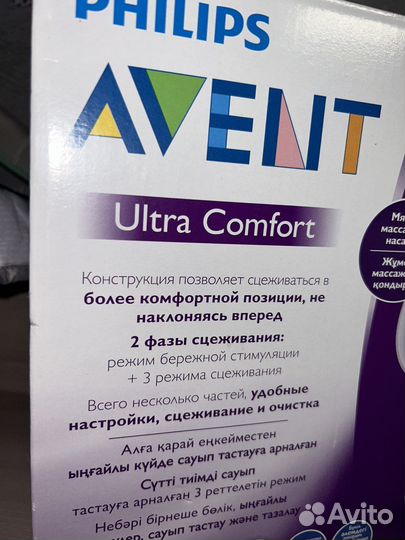 PHILIPS
AVENT
Ultra Comfort
Конструкция позволяет сцеживаться в
более комфортной позиции, не
наклоняясь вперед
2 фазы сцеживания:
режим бережной стимуляции
+ 3 режима сцеживания
Всего несколько частей, удобные
настройки, сцеживание и очистка
Алға қарай еңкейместен
ыңғайлы күйде сауып тастауға арналған
Сүтті тиімді сауып
тастауға арналған 3 реттелетін режим
Небәрі бірнеше бөлік, ыңғайлы
сауып тастау және тазалау
Avito